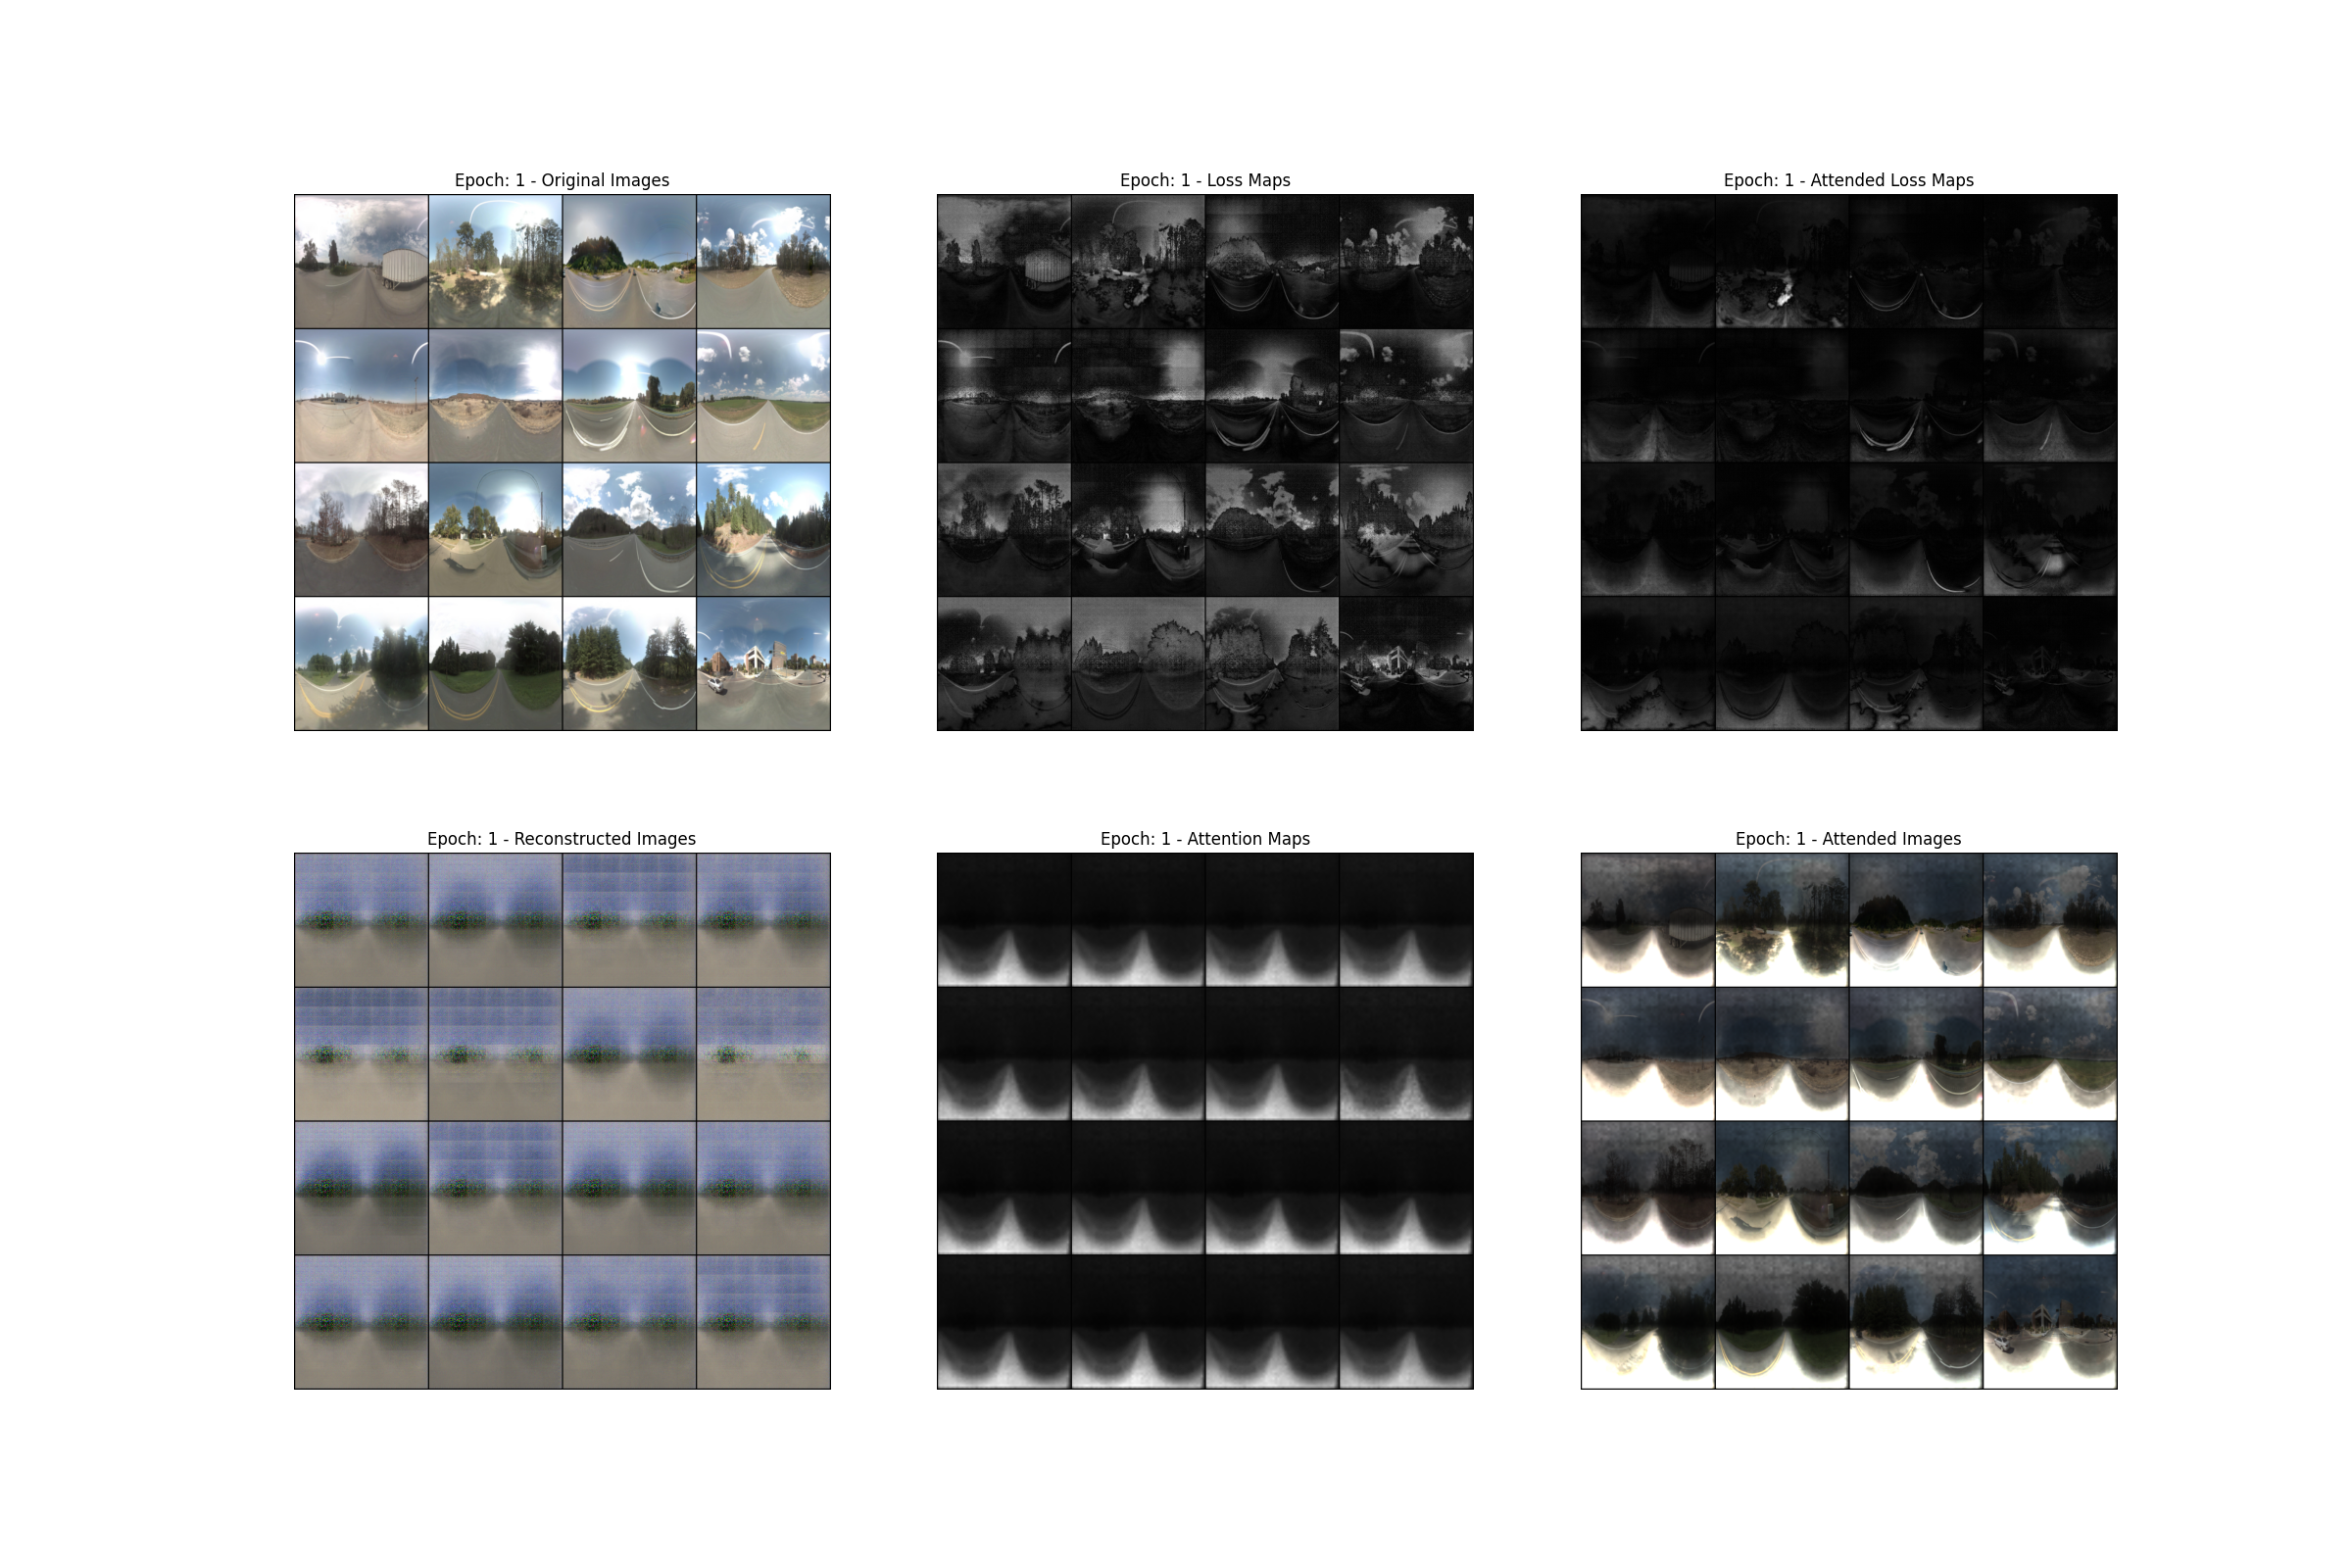 Epoch: 1 - Original Images
Epoch: 1 - Loss Maps
Epoch: 1 - Attended Loss Maps
Epoch: 1 - Reconstructed Images
Epoch: 1 - Attention Maps
Epoch: 1 - Attended Images